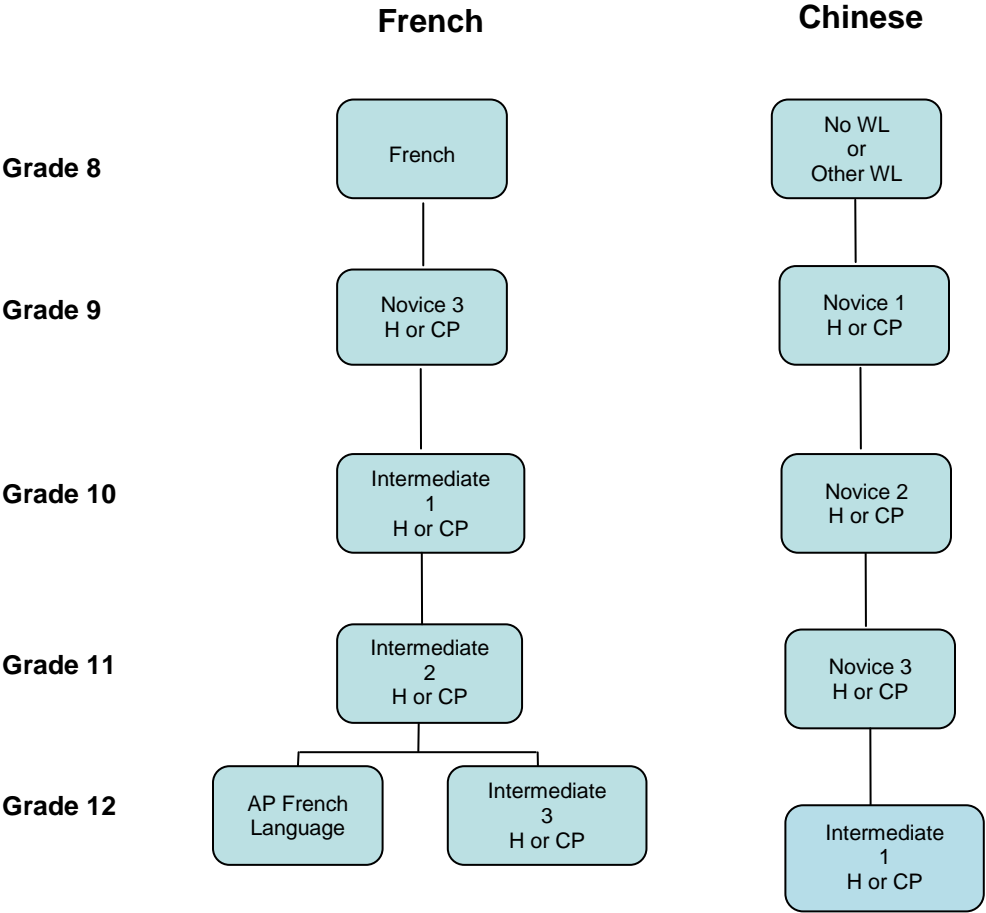 French
Chinese
Grade 8
French
No WL
or
Other WL
Grade 9
Novice 3
H or CP
Novice 1
H or CP
Grade 10
Intermediate
1
H or CP
Novice 2
H or CP
Grade 11
Intermediate
2
H or CP
Novice 3
H or CP
Grade 12
AP French
Language
Intermediate
3
H or CP
Intermediate
1
H or CP